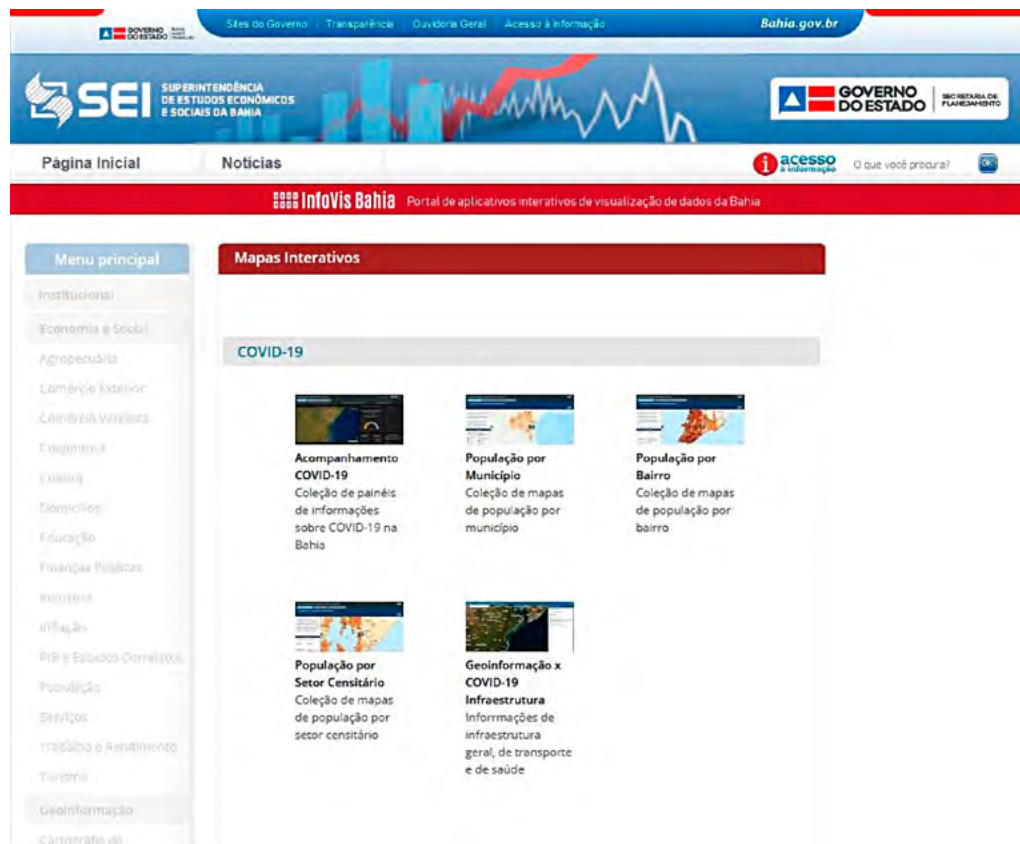 Sites do Governo
Transparência
Ouvidoria Geral
Acesso à Informação
Bahia.gov.br
GOVERNO
DO ESTADO
SEI
SUPERINTENDÊNCIA
DE ESTUDOS ECONÔMICOS
E SOCIAIS DA BAHIA
GOVERNO
DO ESTADO
SECRETARIA DE
PLANEJAMENTO
Página Inicial
Notícias
acesso
à informação
O que você procura?
OK
InfoVis Bahia Portal de aplicativos interativos de visualização de dados da Bahia
Menu principal
Institucional
Economia e Social
Agropecuária
Comércio Exterior
Comércio Varejista
Domicílios
Educação
Finanças Públicas
Inflação
PIB e Estudos Correlatos
População
Serviços
Trabalho e Rendimento
Turismo
Geoinformação
Mapas Interativos
COVID-19
Acompanhamento
COVID-19
Coleção de painéis
de informações
sobre COVID-19 na
Bahia
População por
Município
Coleção de mapas
de população por
município
População por
Bairro
Coleção de mapas
de população por
bairro
População por
Setor Censitário
Coleção de mapas
de população por
setor censitário
Geoinformação x
COVID-19
Infraestrutura
Inforrmações de
infraestrutura
geral, de transporte
e de saúde